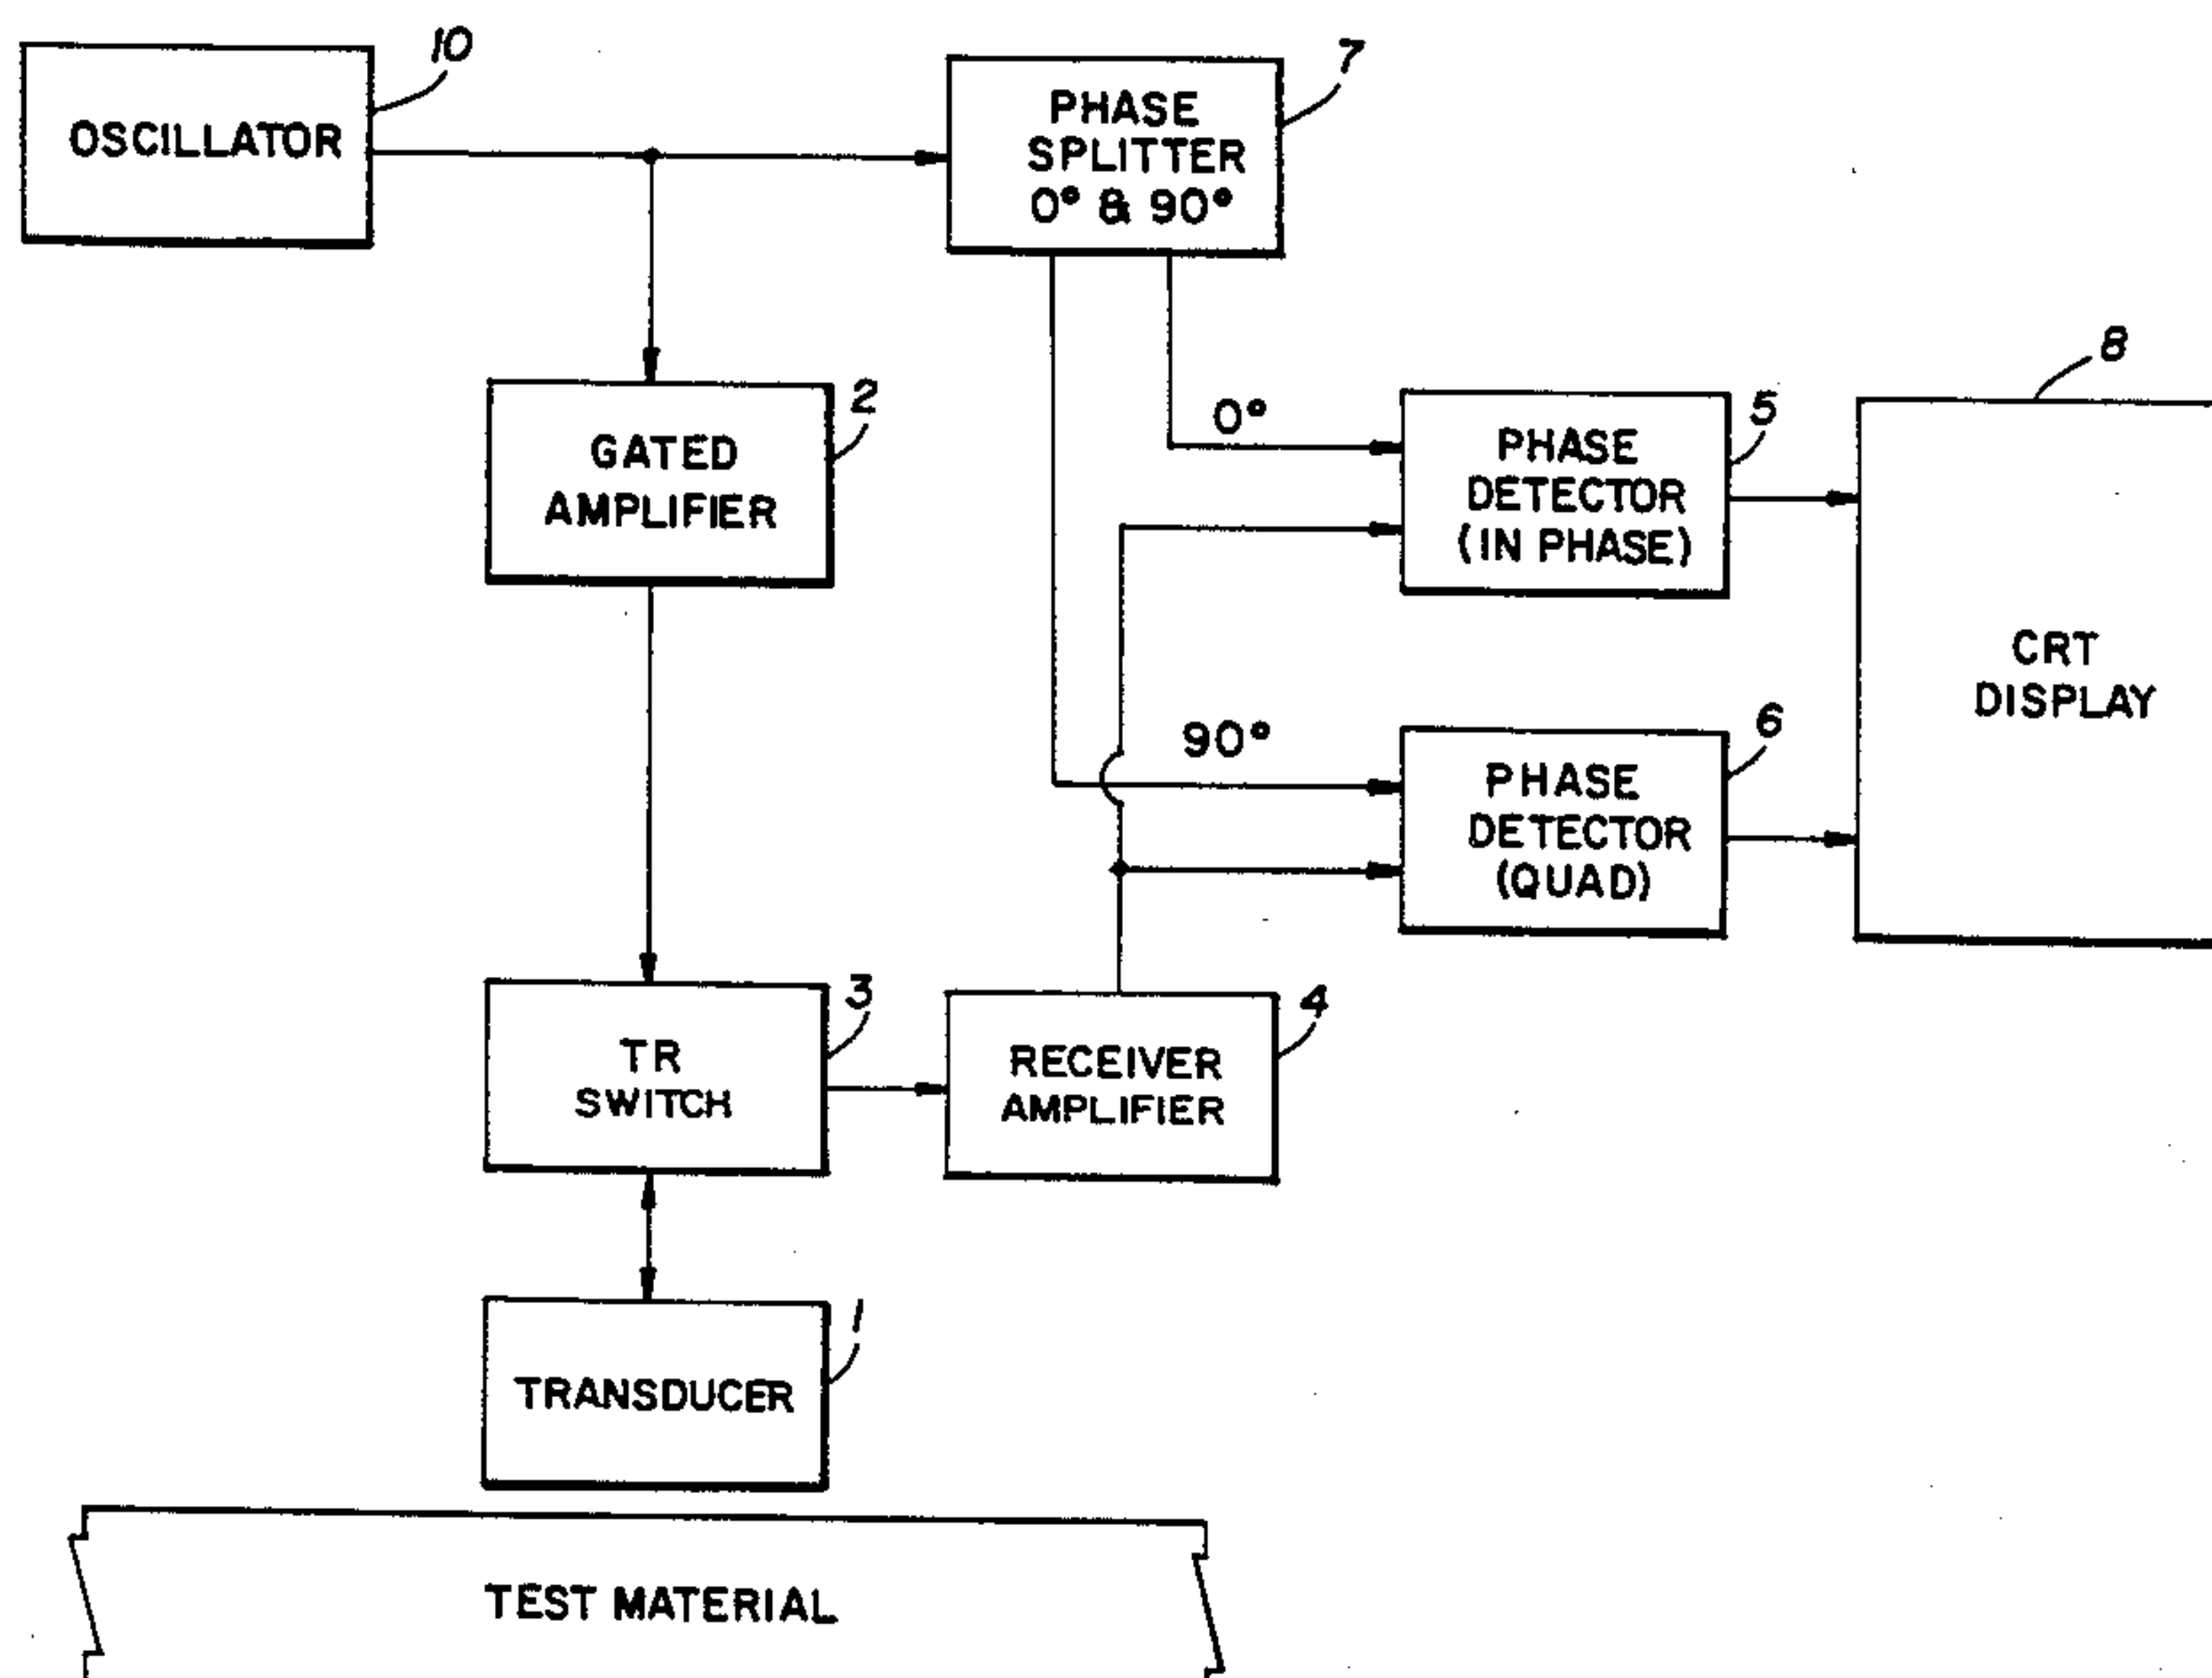 10
OSCILLATOR
7
PHASE
SPLITTER
0° & 90°
2
GATED
AMPLIFIER
0°
5
PHASE
DETECTOR
(IN PHASE)
8
CRT
DISPLAY
90°
6
PHASE
DETECTOR
(QUAD)
3
TR
SWITCH
4
RECEIVER
AMPLIFIER
1
TRANSDUCER
TEST MATERIAL